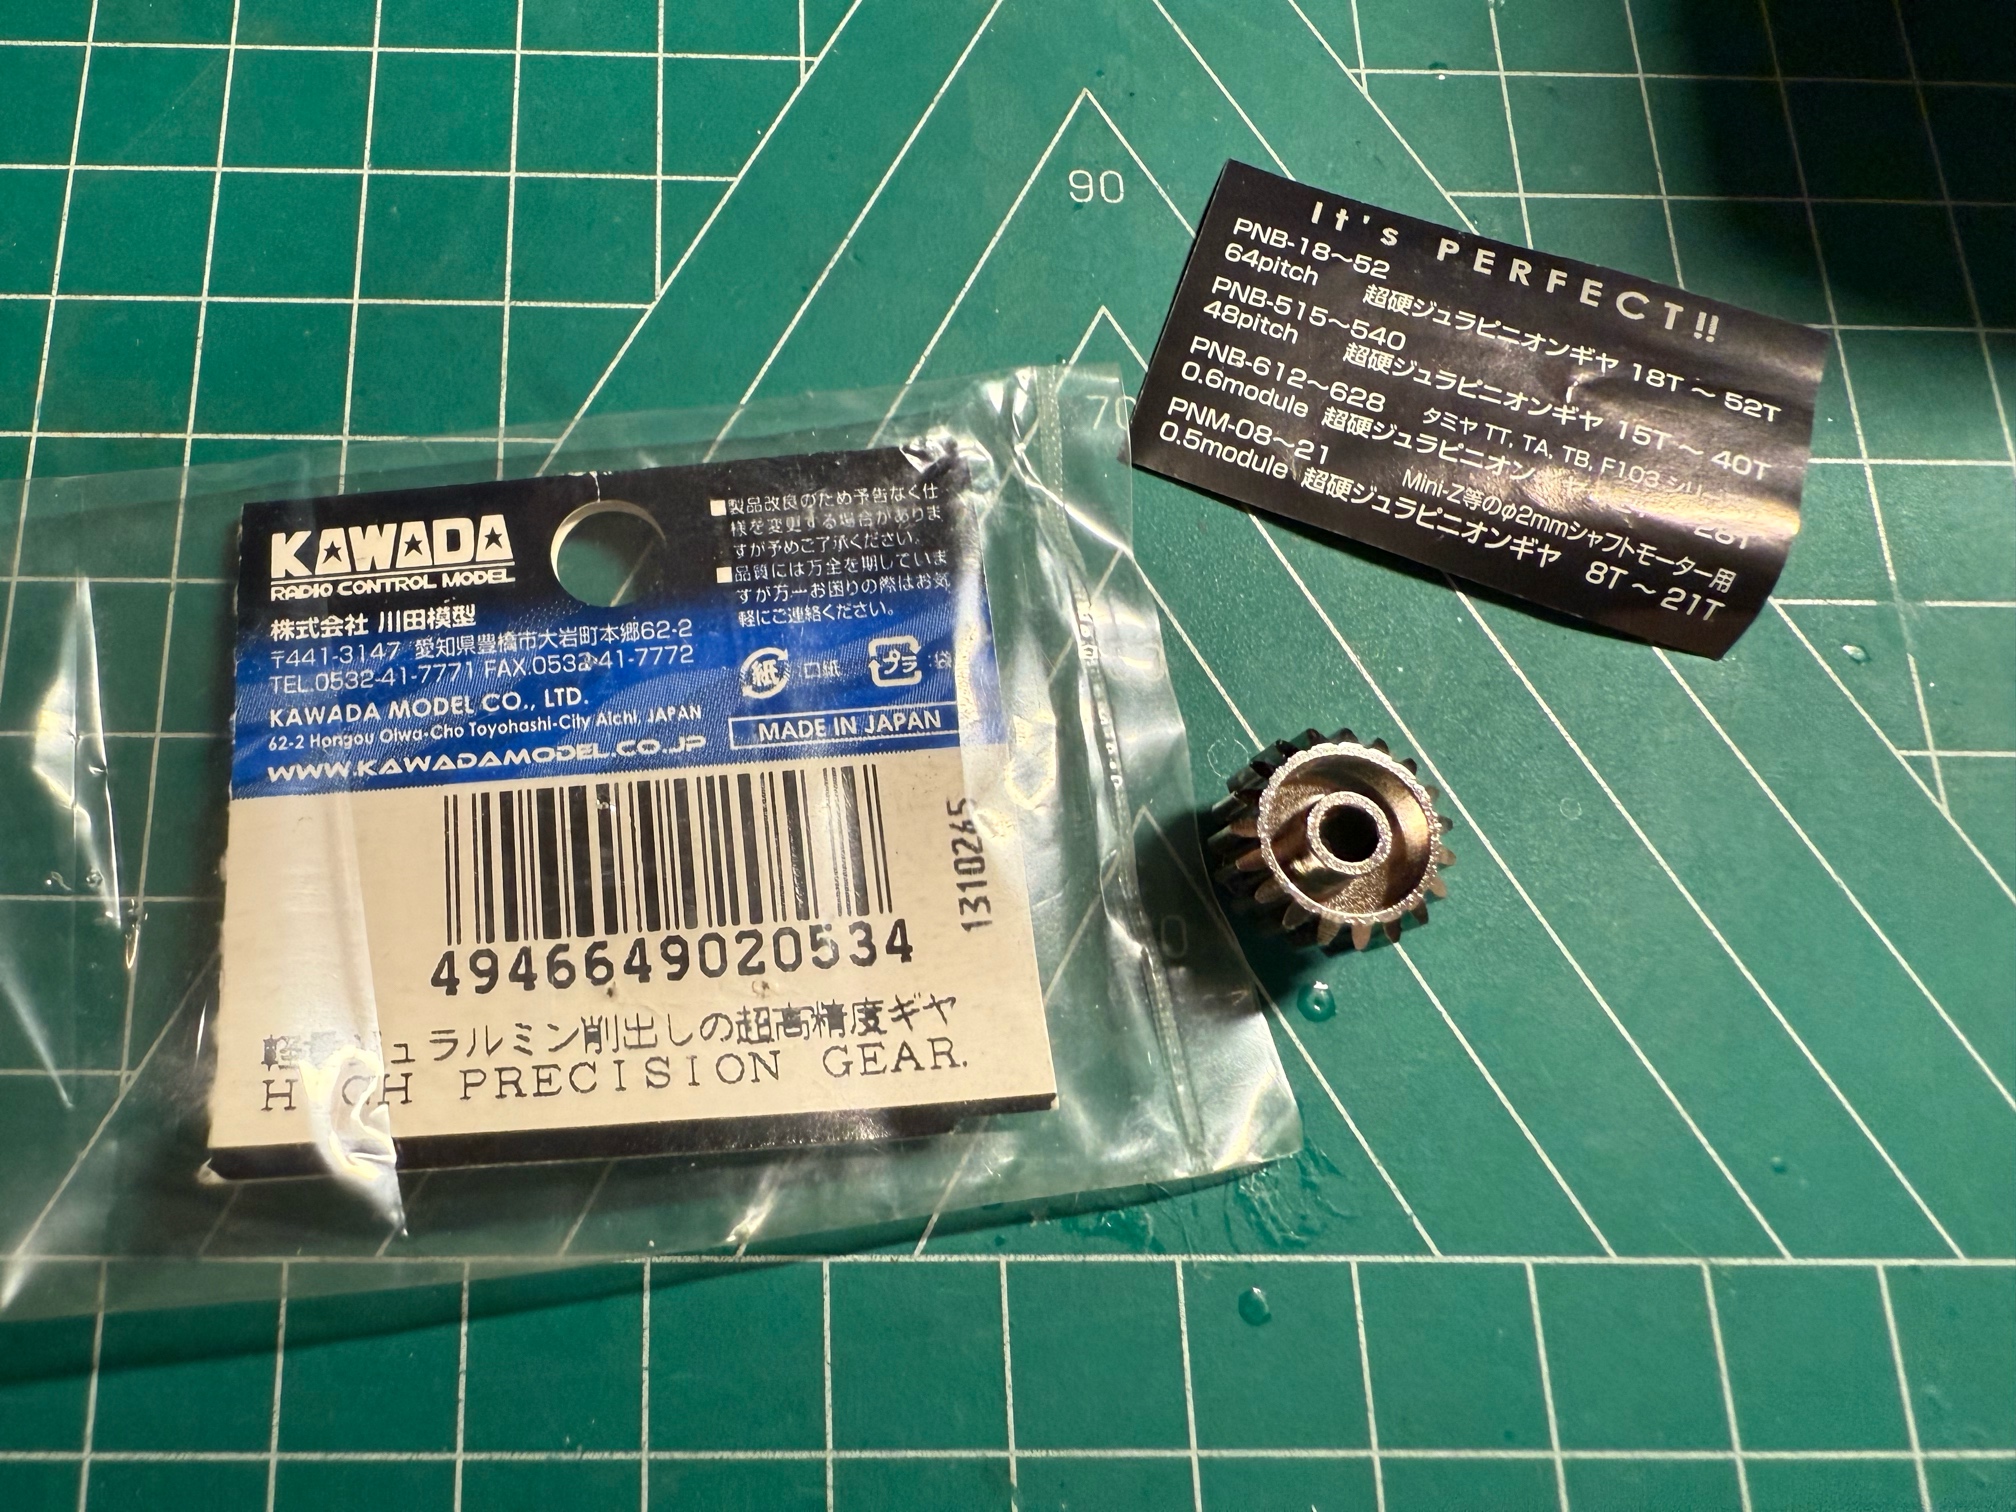 90
70
It's PERFECT!!
PNB-18～52
64pitch 超硬ジュラピニオンギヤ 18T ～ 52T
PNB-515～540
48pitch 超硬ジュラピニオンギヤ 15T ～ 40T
PNB-612～628 タミヤ TT, TA, TB, F103 シリ
0.6module 超硬ジュラピニオン 28T
PNM-08～21 Mini-Z等のφ2mmシャフトモーター用
0.5module 超硬ジュラピニオンギヤ 8T ～ 21T
KAWADA
RADIO CONTROL MODEL
株式会社 川田模型
〒441-3147 愛知県豊橋市大岩町本郷62-2
TEL.0532-41-7771 FAX.0532-41-7772
KAWADA MODEL CO., LTD.
62-2 Hongou Oiwa-Cho Toyohashi-City Aichi, JAPAN
WWW.KAWADAMODEL.CO.JP
■製品改良のため予告なく仕
様を変更する場合がありま
すが予めご了承ください。
■品質には万全を期していま
すが万一お困りの際はお気
軽にご連絡ください。
紙 口紙 プラ 袋
MADE IN JAPAN
1310265
4946649020534
ラルミン削出しの超高精度ギヤ
PRECISION GEAR.